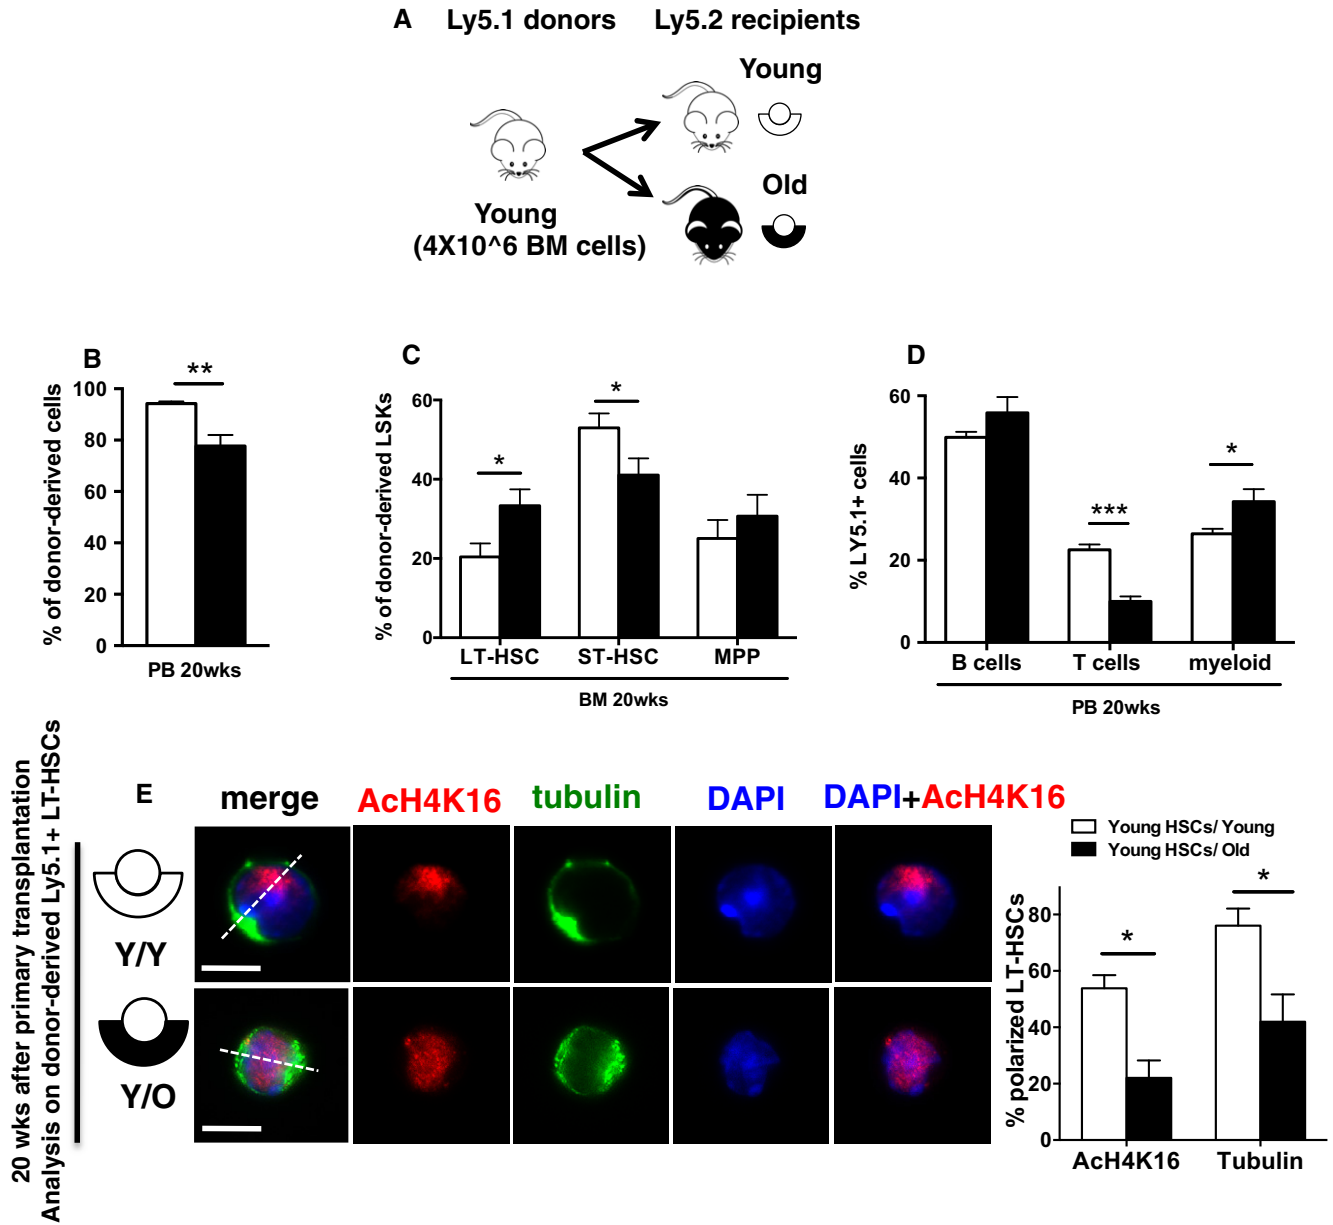 A Ly5.1 donors Ly5.2 recipients
Young
Old
Young
(4X10^6 BM cells)
B
**
% of donor-derived cells
100
80
60
40
20
0
PB 20wks
C
% of donor-derived LSKs
60
40
20
0
*
*
LT-HSC ST-HSC MPP
BM 20wks
D
% LY5.1+ cells
60
40
20
0
***
*
B cells T cells myeloid
PB 20wks
20 wks after primary transplantation
Analysis on donor-derived Ly5.1+ LT-HSCs
E
merge AcH4K16 tubulin DAPI DAPI+AcH4K16
Y/Y
Y/O
Young HSCs/ Young
Young HSCs/ Old
% polarized LT-HSCs
80
60
40
20
0
*
*
AcH4K16 Tubulin